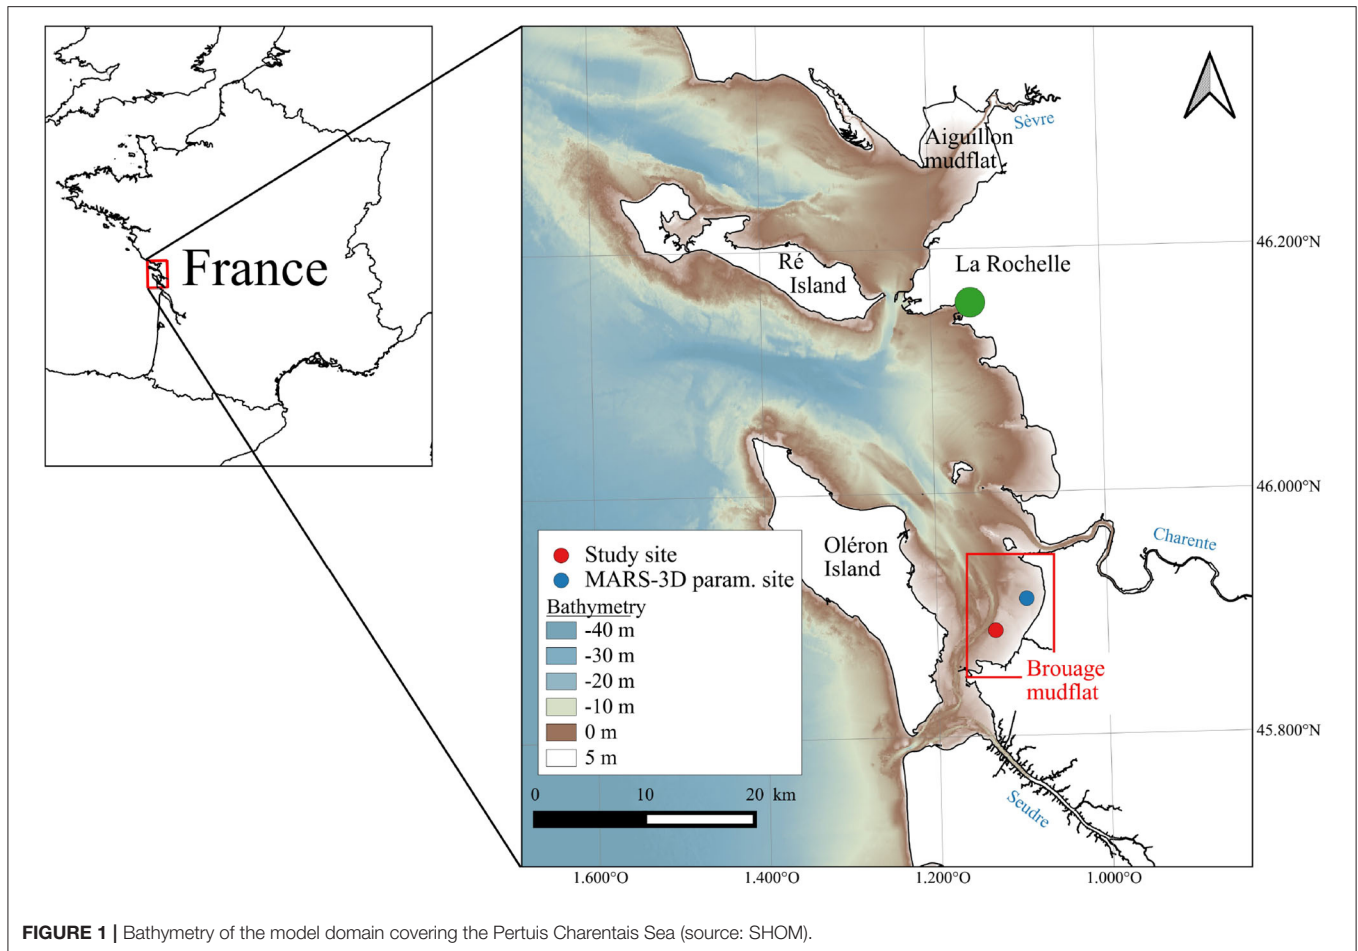 France
Sèvre
Aiguillon
mudflat
46.200°N
La Rochelle
Ré
Island
46.000°N
Charente
Oléron
Island
Study site
MARS-3D param. site
Bathymetry
-40 m
-30 m
-20 m
-10 m
0 m
5 m
Brouage
mudflat
45.800°N
0 10 20 km
Seudre
1.600°O 1.400°O 1.200°O 1.000°O
FIGURE 1 | Bathymetry of the model domain covering the Pertuis Charentais Sea (source: SHOM).